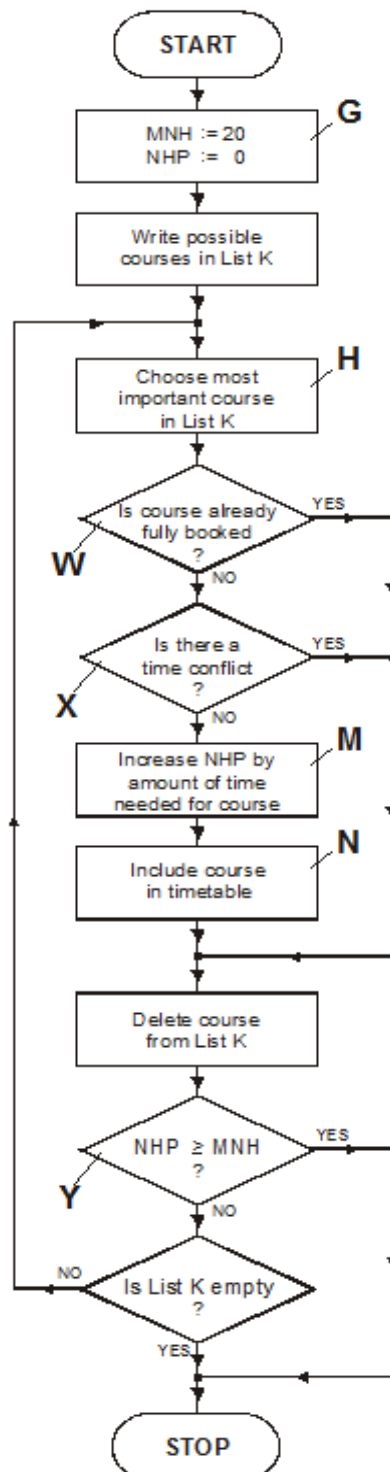 START
G
MNH := 20
NHP := 0
Write possible
courses in List K
H
Choose most
important course
in List K
Is course already
fully booked
?
YES
W
NO
Is there a
time conflict
?
YES
X
NO
M
Increase NHP by
amount of time
needed for course
N
Include course
in timetable
Delete course
from List K
NHP ≥ MNH
?
YES
Y
NO
NO
Is List K empty
?
YES
STOP